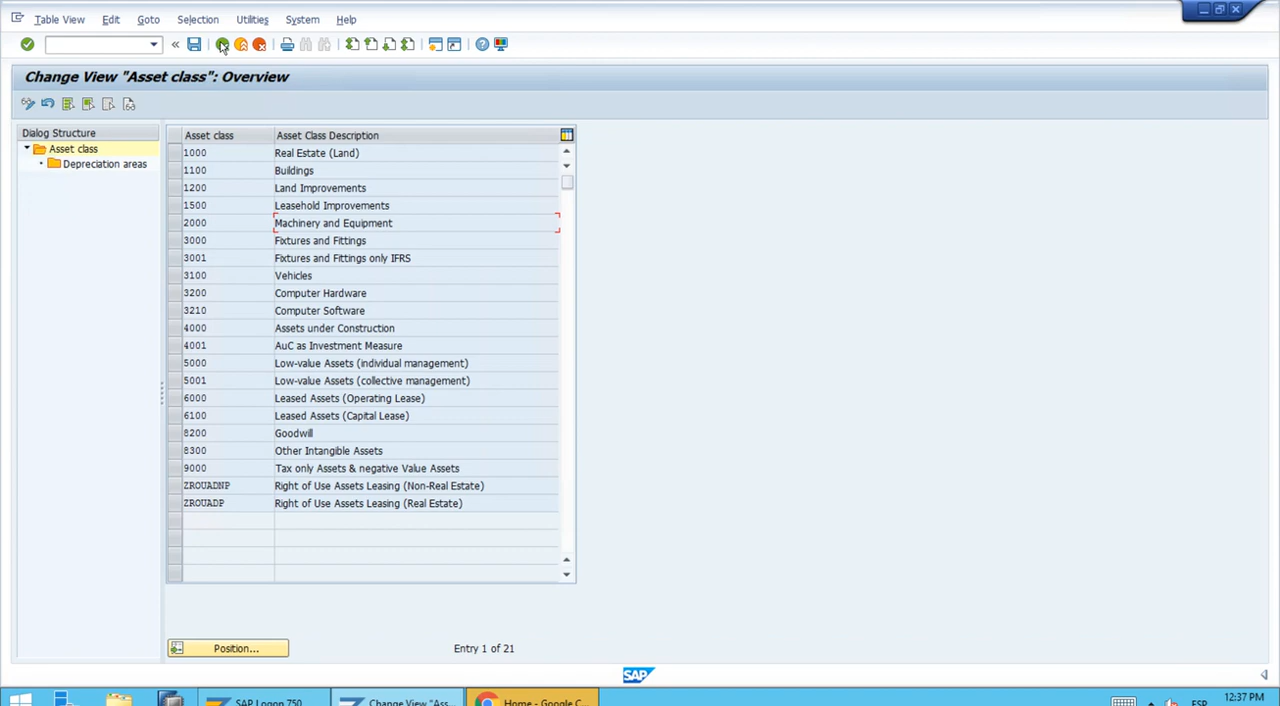 Table View Edit Goto Selection Utilities System Help
Change View "Asset class": Overview
Dialog Structure
Asset class
Depreciation areas
Asset class Asset Class Description
1000 Real Estate (Land)
1100 Buildings
1200 Land Improvements
1500 Leasehold Improvements
2000 Machinery and Equipment
3000 Fixtures and Fittings
3001 Fixtures and Fittings only IFRS
3100 Vehicles
3200 Computer Hardware
3210 Computer Software
4000 Assets under Construction
4001 AuC as Investment Measure
5000 Low-value Assets (individual management)
5001 Low-value Assets (collective management)
6000 Leased Assets (Operating Lease)
6100 Leased Assets (Capital Lease)
8200 Goodwill
8300 Other Intangible Assets
9000 Tax only Assets & negative Value Assets
ZROUADNP Right of Use Assets Leasing (Non-Real Estate)
ZROUADP Right of Use Assets Leasing (Real Estate)
Position... Entry 1 of 21
SAP
SAP Logon 750 Change View "Ass... Home - Google C... ESP 12:37 PM